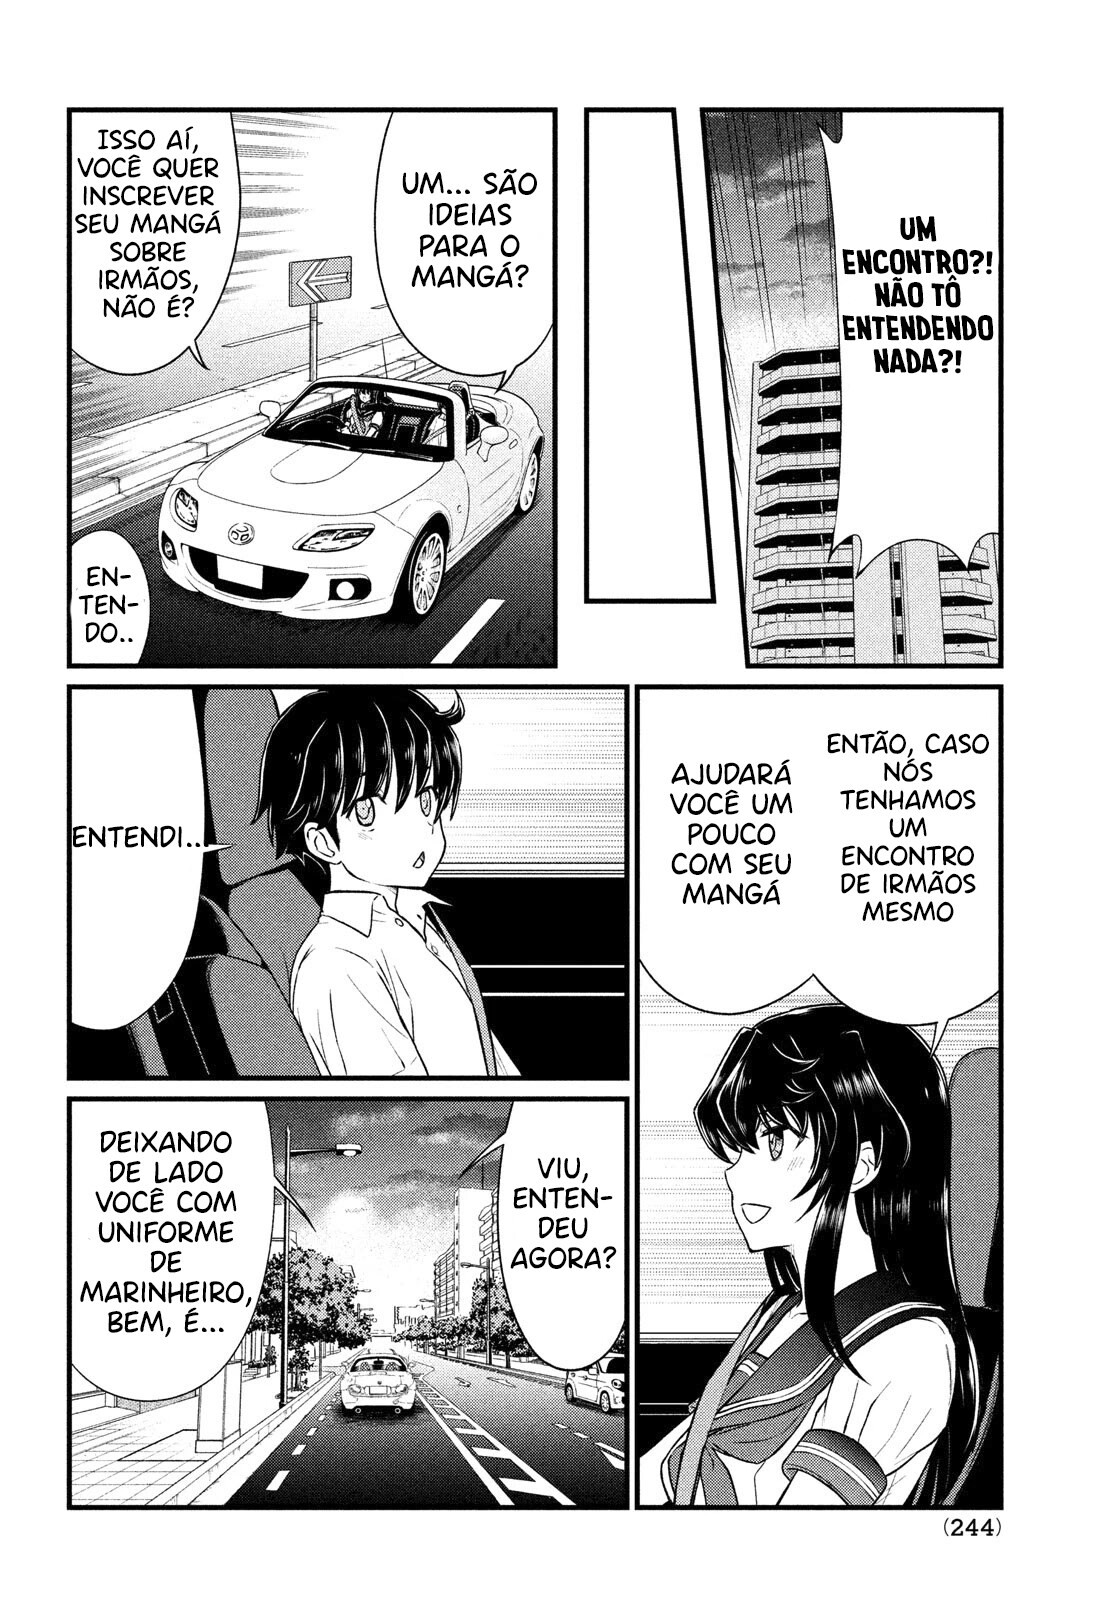 UM
ENCONTRO?!
NÃO TÔ
ENTENDENDO
NADA?!
UM... SÃO
IDEIAS
PARA O
MANGÁ?
ISSO AÍ,
VOCÊ QUER
INSCREVER
SEU MANGÁ
SOBRE
IRMÃOS,
NÃO É?
EN-
TEN-
DO..
ENTÃO, CASO
NÓS
TENHAMOS
UM
ENCONTRO
DE IRMÃOS
MESMO
AJUDARÁ
VOCÊ UM
POUCO
COM SEU
MANGÁ
ENTENDI...
VIU,
ENTEN-
DEU
AGORA?
DEIXANDO
DE LADO
VOCÊ COM
UNIFORME
DE
MARINHEIRO,
BEM, É...
(244)